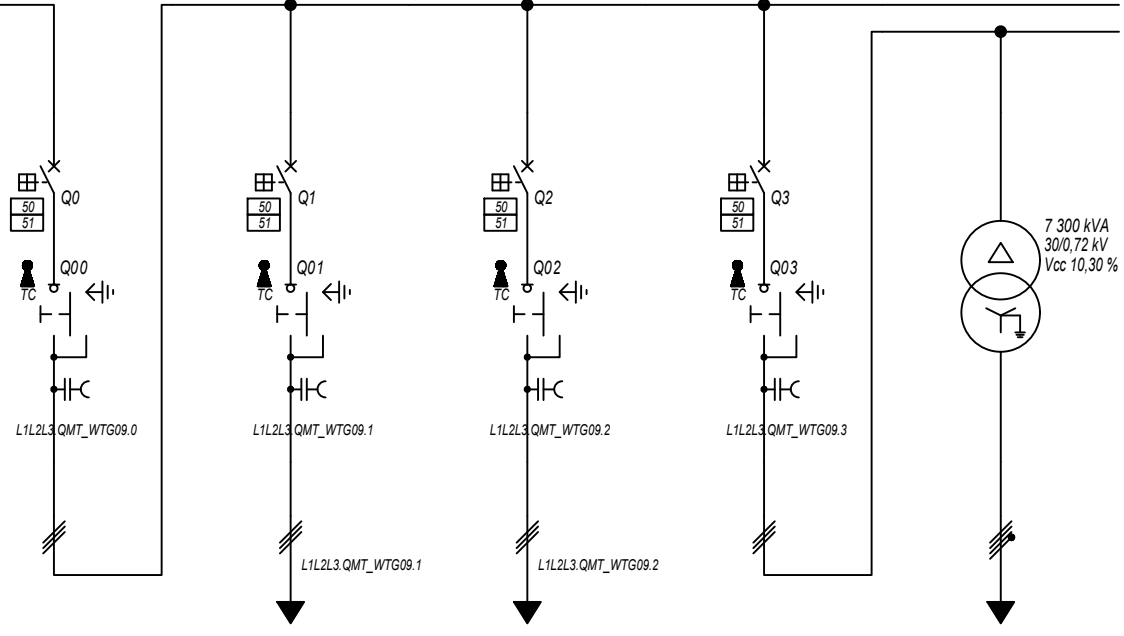 Q0
50
51
Q00
TC
L1L2L3.QMT_WTG09.0
Q1
50
51
Q01
TC
L1L2L3.QMT_WTG09.1
L1L2L3.QMT_WTG09.1
Q2
50
51
Q02
TC
L1L2L3.QMT_WTG09.2
L1L2L3.QMT_WTG09.2
Q3
50
51
Q03
TC
L1L2L3.QMT_WTG09.3
7 300 kVA
30/0,72 kV
Vcc 10,30 %